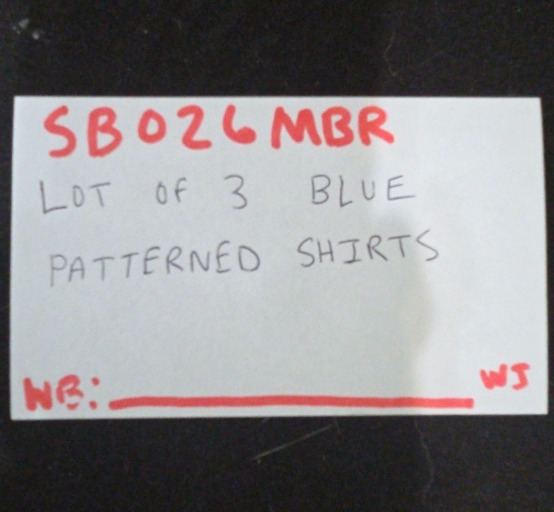 SB026MBR
LOT OF 3 BLUE
PATTERNED SHIRTS
WB: WJ